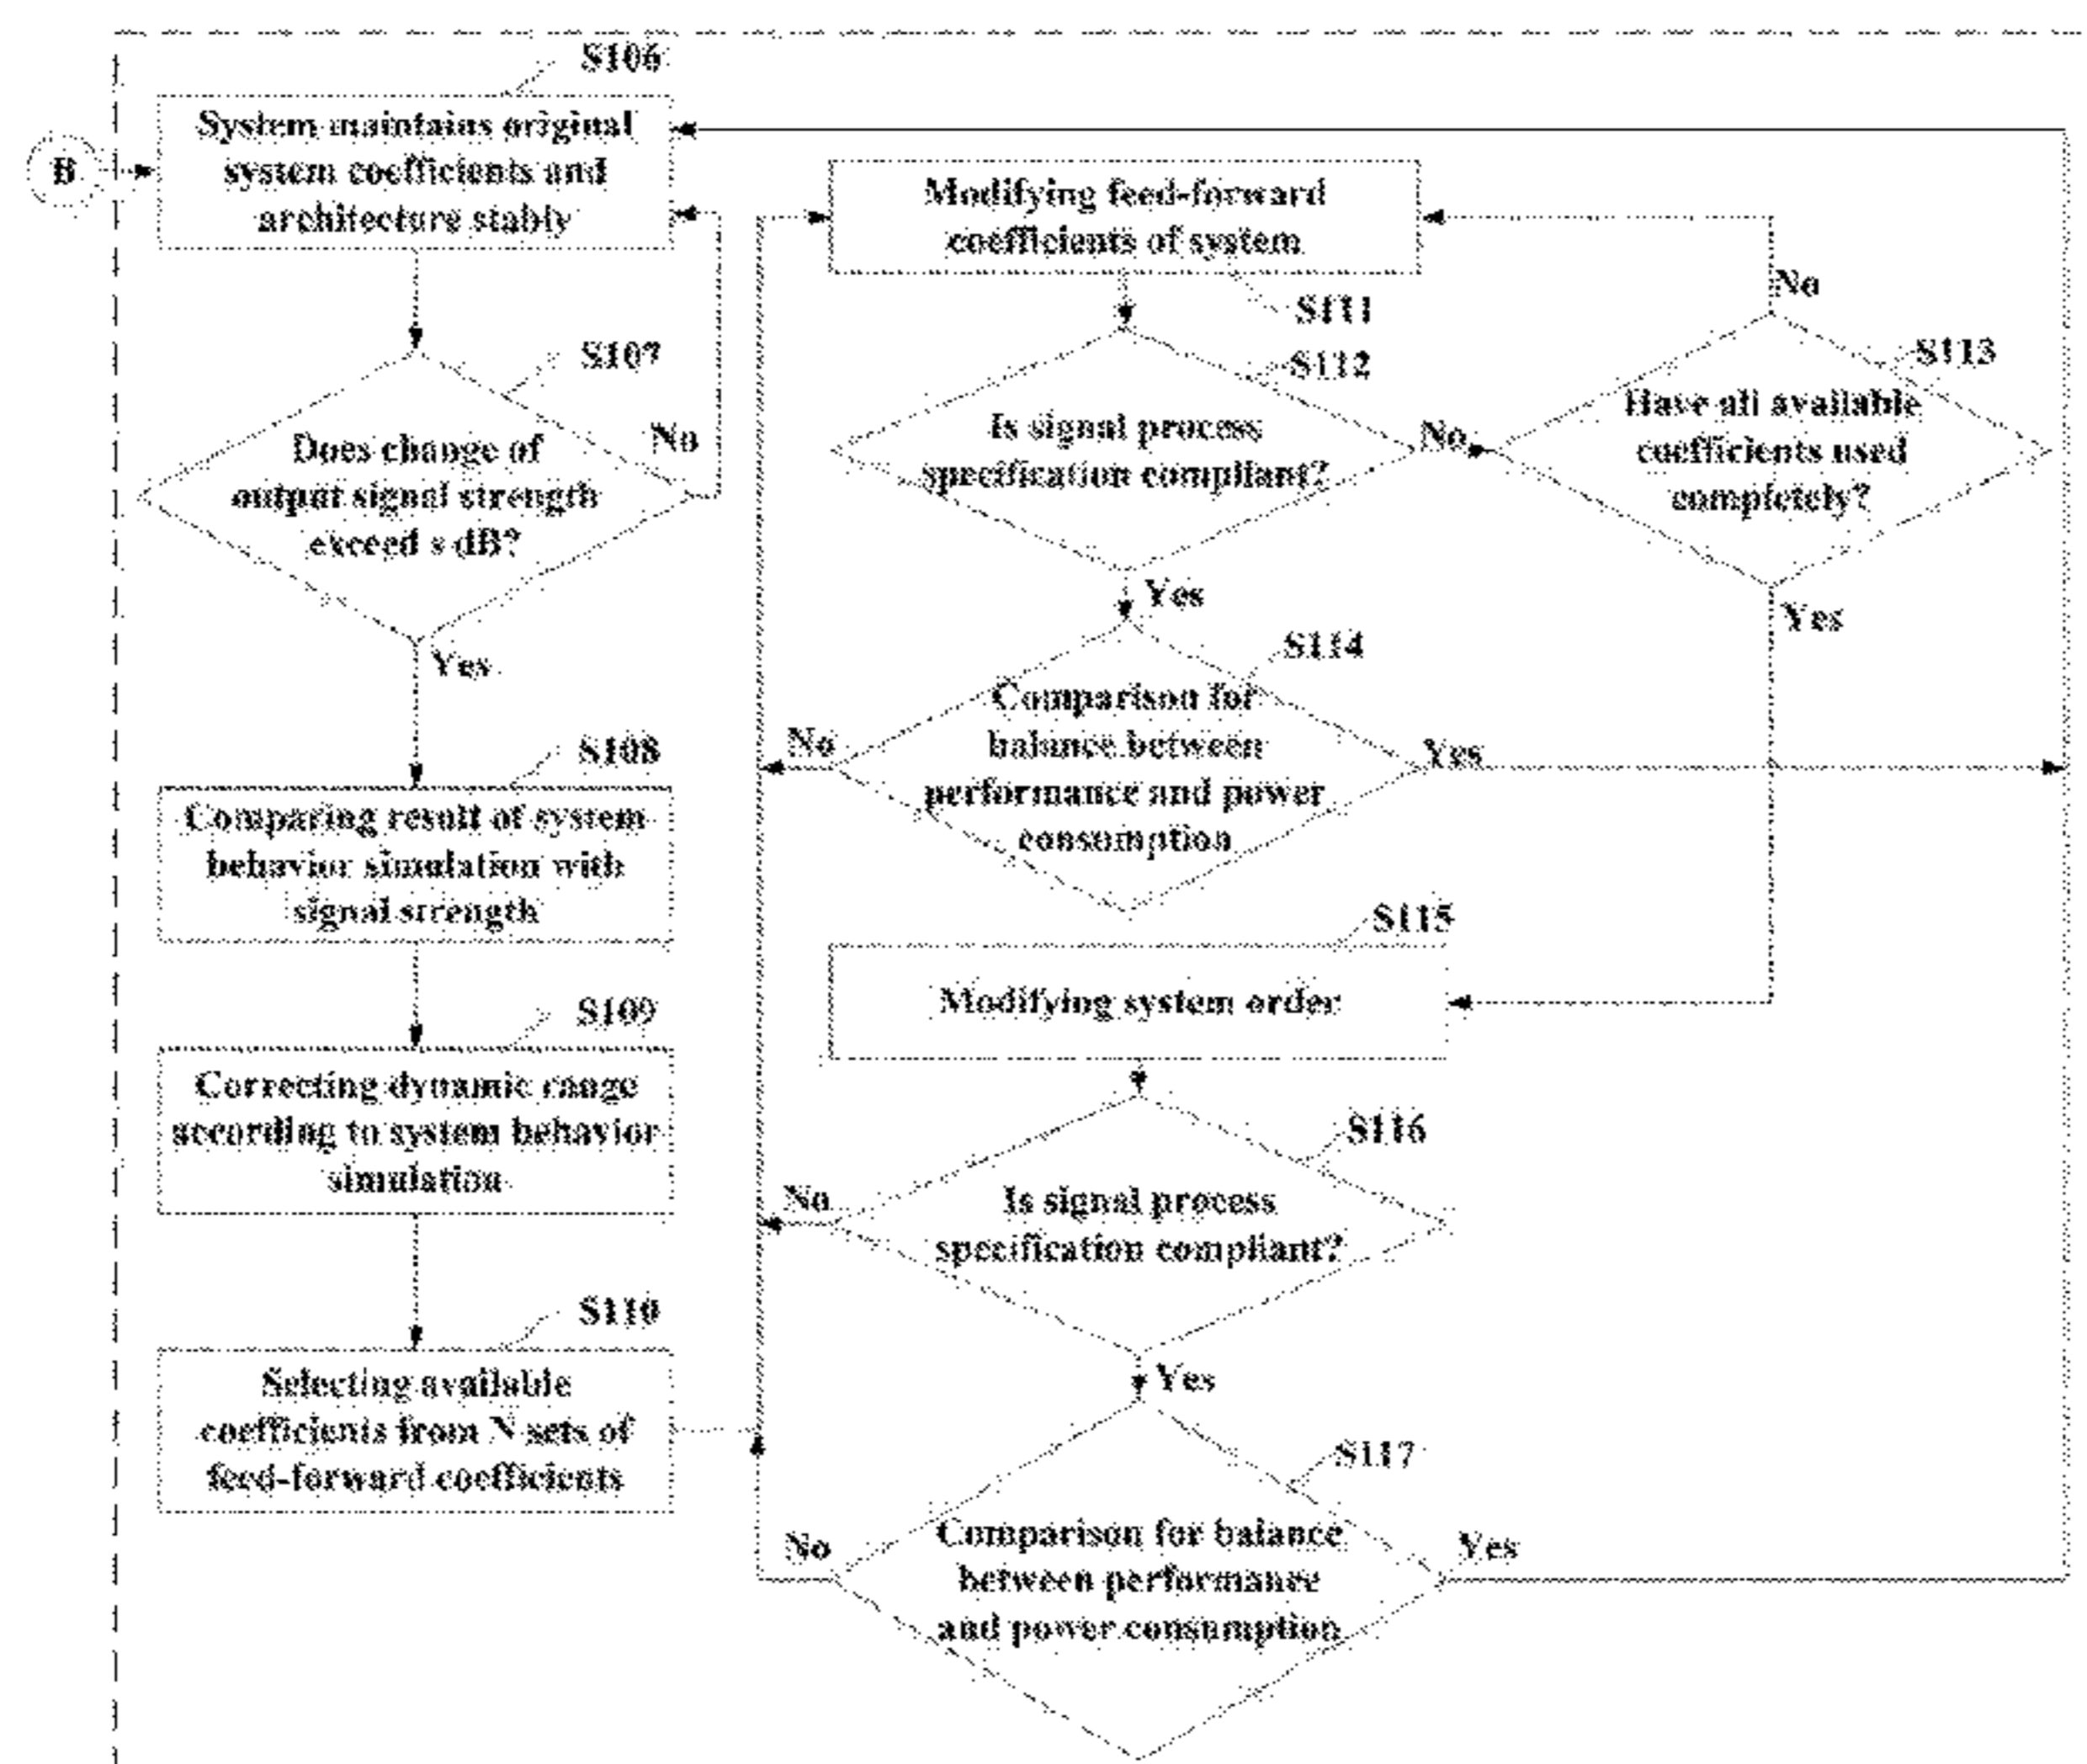 B
S106
System maintains original
system coefficients and
architecture stably
S107
Does change of
output signal strength
exceed s dB?
No
Yes
S108
Comparing result of system
behavior simulation with
signal strength
S109
Correcting dynamic range
according to system behavior
simulation
S110
Selecting available
coefficients from N sets of
feed-forward coefficients
Modifying feed-forward
coefficients of system
S111
S112
Is signal process
specification compliant?
No
Yes
S113
Have all available
coefficients used
completely?
No
Yes
S114
Comparison for
balance between
performance and power
consumption
No
Yes
S115
Modifying system order
S116
Is signal process
specification compliant?
No
Yes
S117
Comparison for balance
between performance
and power consumption
No
Yes